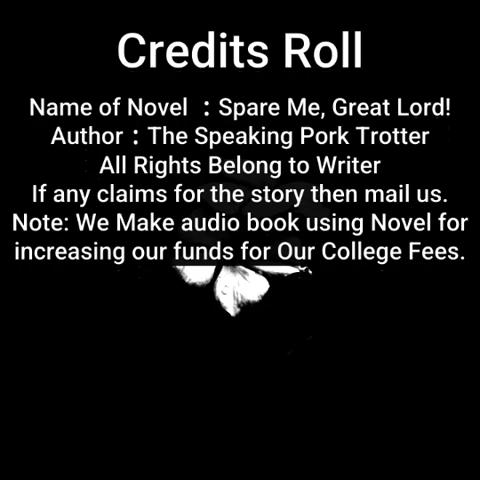 Credits Roll
Name of Novel ：Spare Me, Great Lord!
Author：The Speaking Pork Trotter
All Rights Belong to Writer
If any claims for the story then mail us.
Note: We Make audio book using Novel for
increasing our funds for Our College Fees.